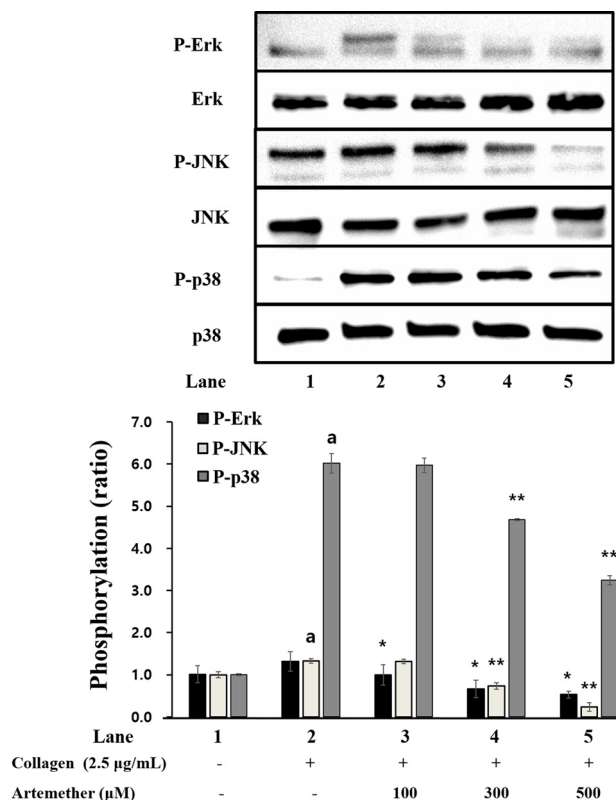 P-Erk
Erk
P-JNK
JNK
P-p38
p38
Lane 1 2 3 4 5
Phosphorylation (ratio)
7.0
6.0
5.0
4.0
3.0
2.0
1.0
0.0
P-Erk
P-JNK
P-p38
a
a
*
*
**
**
*
**
**
Lane 1 2 3 4 5
Collagen (2.5 µg/mL) - + + + +
Artemether (µM) - - 100 300 500